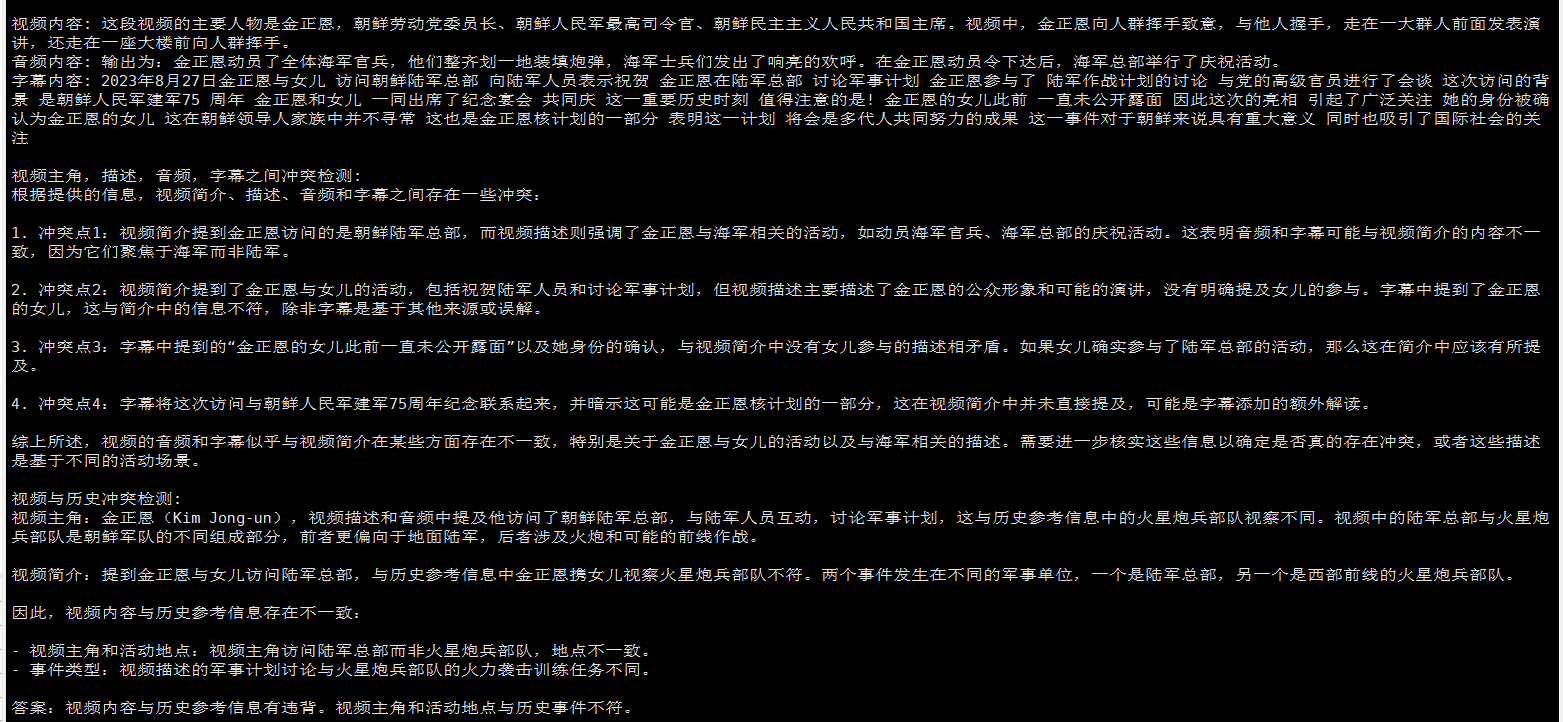 视频内容: 这段视频的主要人物是金正恩，朝鲜劳动党委员长、朝鲜人民军最高司令官、朝鲜民主主义人民共和国主席。视频中，金正恩向人群挥手致意，与他人握手，走在一大群人前面发表演
讲，还走在一座大楼前向人群挥手。
音频内容: 输出为: 金正恩动员了全体海军官兵，他们整齐划一地装填炮弹，海军士兵们发出了响亮的欢呼。在金正恩动员令下达后，海军总部举行了庆祝活动。
字幕内容: 2023年8月27日金正恩与女儿 访问朝鲜陆军总部 向陆军人员表示祝贺 金正恩在陆军总部 讨论军事计划 金正恩参与了 陆军作战计划的讨论 与党的高级官员进行了会谈 这次访问的背
景 是朝鲜人民军建军75 周年 金正恩和女儿 一同出席了纪念宴会 共同庆 这一重要历史时刻 值得注意的是！金正恩的女儿此前 一直未公开露面 因此这次的亮相 引起了广泛关注 她的身份被确
认为金正恩的女儿 这在朝鲜领导人家族中并不寻常 这也是金正恩核计划的一部分 表明这一计划 将会是多代人共同努力的成果 这一事件对于朝鲜来说具有重大意义 同时也吸引了国际社会的关
注
视频主角，描述，音频，字幕之间冲突检测:
根据提供的信息，视频简介、描述、音频和字幕之间存在一些冲突：
1. 冲突点1：视频简介提到金正恩访问的是朝鲜陆军总部，而视频描述则强调了金正恩与海军相关的活动，如动员海军官兵、海军总部的庆祝活动。这表明音频和字幕可能与视频简介的内容不一
致，因为它们聚焦于海军而非陆军。
2. 冲突点2：视频简介提到了金正恩与女儿的活动，包括祝贺陆军人员和讨论军事计划，但视频描述主要描述了金正恩的公众形象和可能的演讲，没有明确提及女儿的参与。字幕中提到了金正恩
的女儿，这与简介中的信息不符，除非字幕是基于其他来源或误解。
3. 冲突点3：字幕中提到的“金正恩的女儿此前一直未公开露面”以及她身份的确认，与视频简介中没有女儿参与的描述相矛盾。如果女儿确实参与了陆军总部的活动，那么这在简介中应该有所提
及。
4. 冲突点4：字幕将这次访问与朝鲜人民军建军75周年纪念联系起来，并暗示这可能是金正恩核计划的一部分，这在视频简介中并未直接提及，可能是字幕添加的额外解读。
综上所述，视频的音频和字幕似乎与视频简介在某些方面存在不一致，特别是关于金正恩与女儿的活动以及与海军相关的描述。需要进一步核实这些信息以确定是否真的存在冲突，或者这些描述
是基于不同的活动场景。
视频与历史冲突检测:
视频主角：金正恩（Kim Jong-un），视频描述和音频中提及他访问了朝鲜陆军总部，与陆军人员互动，讨论军事计划，这与历史参考信息中的火星炮兵部队视察不同。视频中的陆军总部与火星炮
兵部队是朝鲜军队的不同组成部分，前者更偏向于地面陆军，后者涉及火炮和可能的前线作战。
视频简介：提到金正恩与女儿访问陆军总部，与历史参考信息中金正恩携女儿视察火星炮兵部队不符。两个事件发生在不同的军事单位，一个是陆军总部，另一个是西部前线的火星炮兵部队。
因此，视频内容与历史参考信息存在不一致：
- 视频主角和活动地点：视频主角访问陆军总部而非火星炮兵部队，地点不一致。
- 事件类型：视频描述的军事计划讨论与火星炮兵部队的火力袭击训练任务不同。
答案：视频内容与历史参考信息有违背。视频主角和活动地点与历史事件不符。